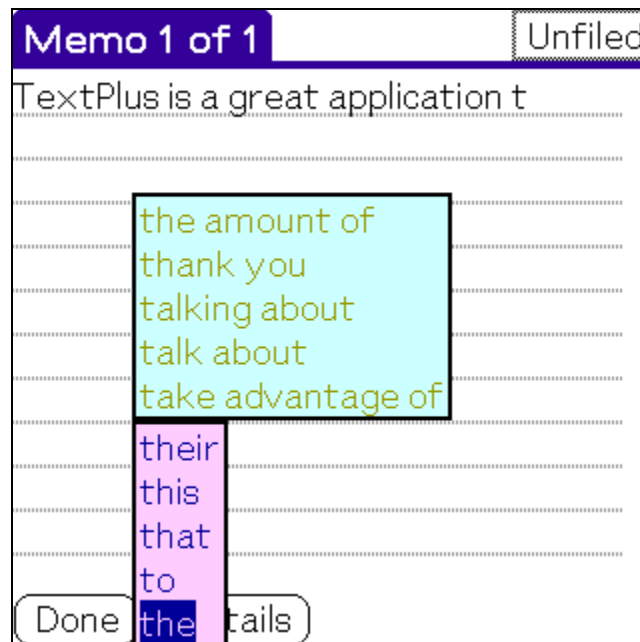 Memo 1 of 1
Unfiled
TextPlus is a great application t
the amount of
thank you
talking about
talk about
take advantage of
their
this
that
to
the
Done
tails